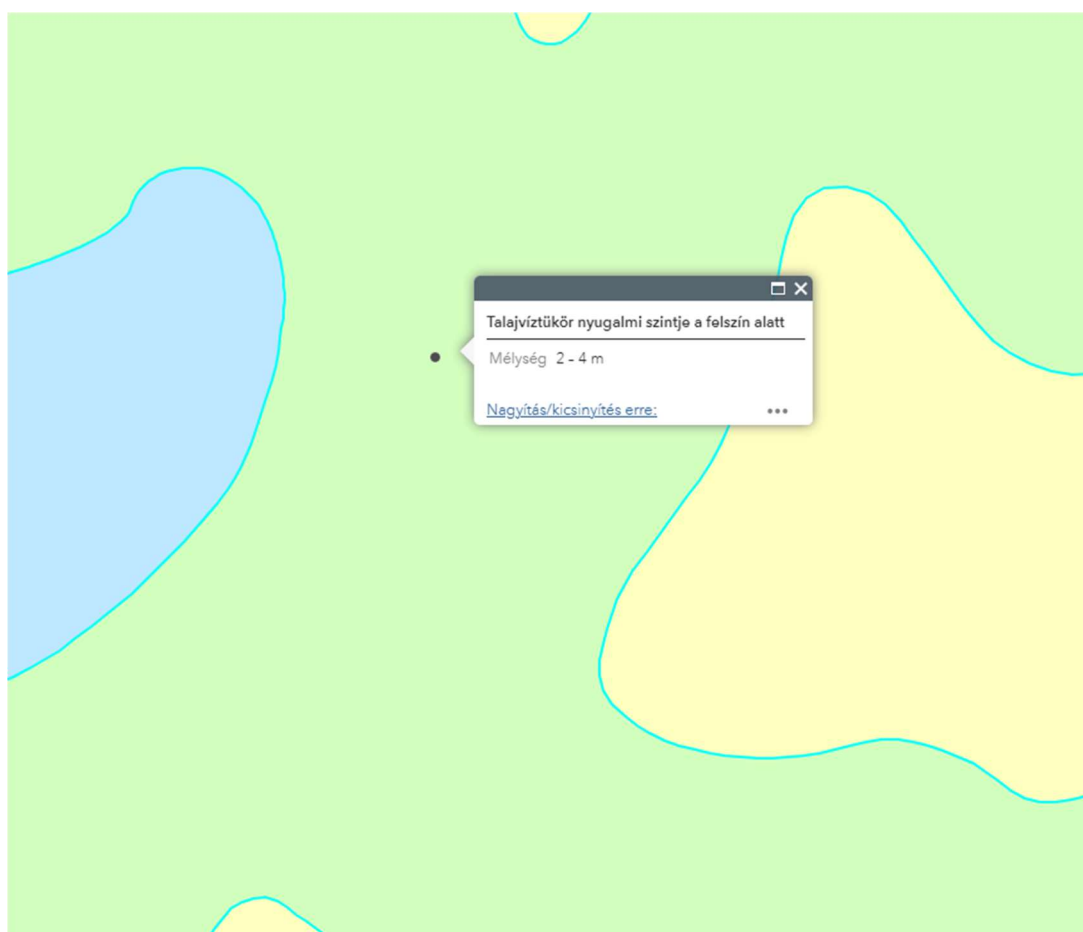 Talajvíztükör nyugalmi szintje a felszín alatt
Mélység 2 - 4 m
Nagyítás/kicsinyítés erre: